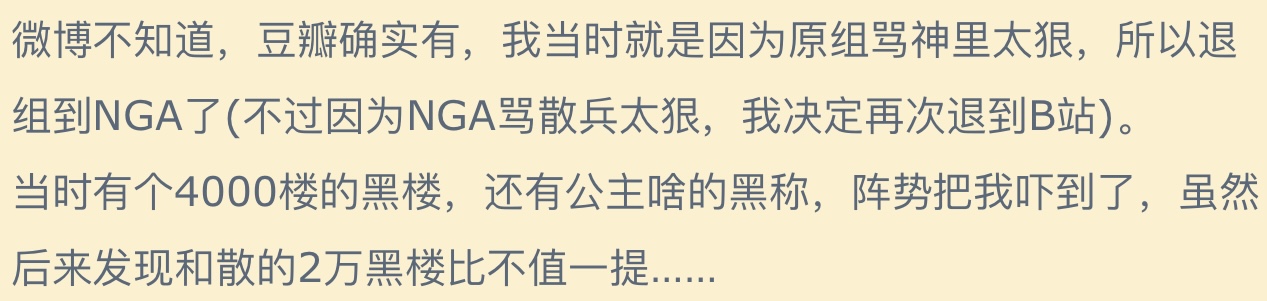 微博不知道，豆瓣确实有，我当时就是因为原组骂神里太狠，所以退
组到NGA了(不过因为NGA骂散兵太狠，我决定再次退到B站)。
当时有个4000楼的黑楼，还有公主啥的黑称，阵势把我吓到了，虽然
后来发现和散的2万黑楼比不值一提……